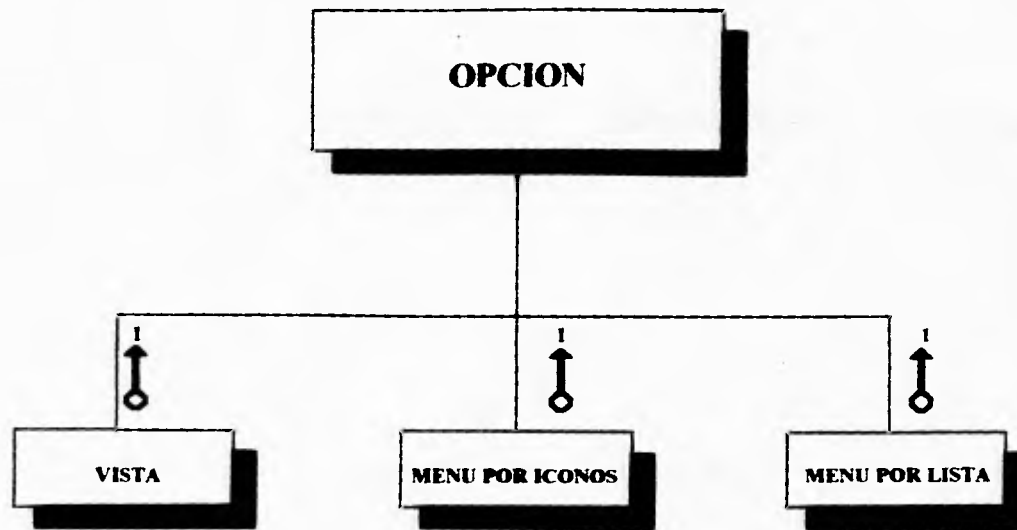 OPCION
1
1
1
VISTA
MENU POR ICONOS
MENU POR LISTA